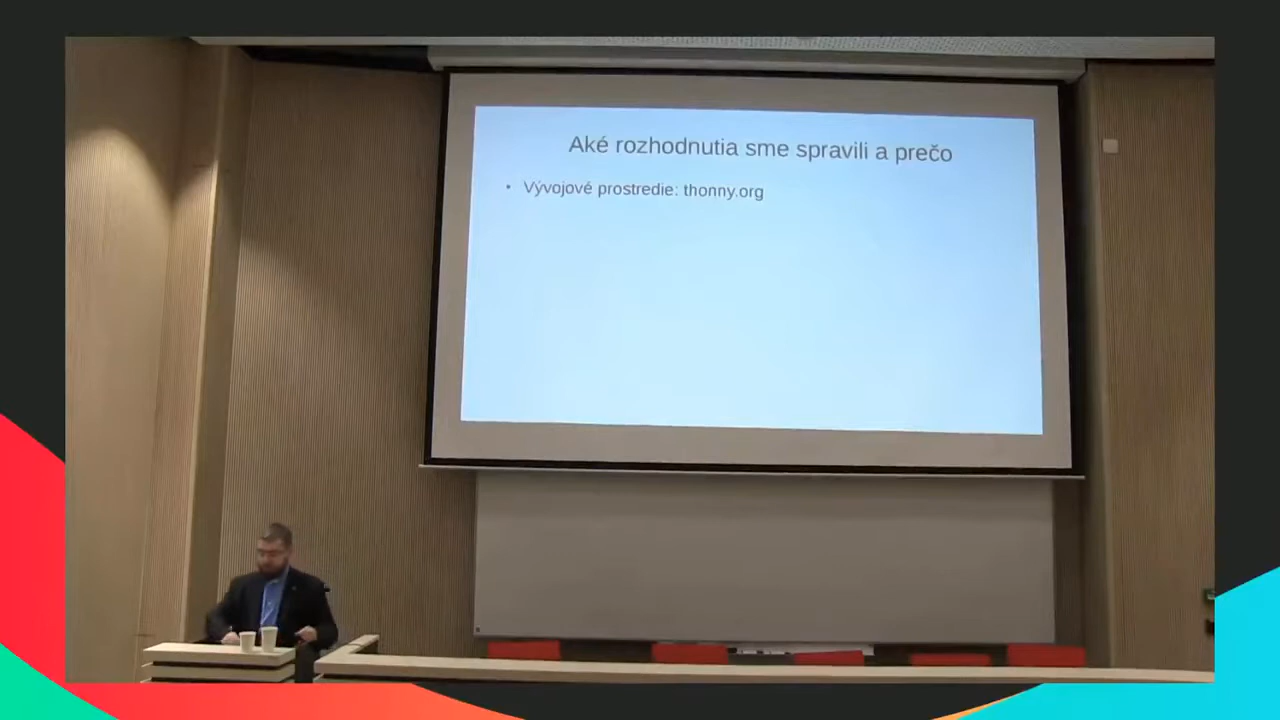 Aké rozhodnutia sme spravili a prečo
• Vývojové prostredie: thonny.org